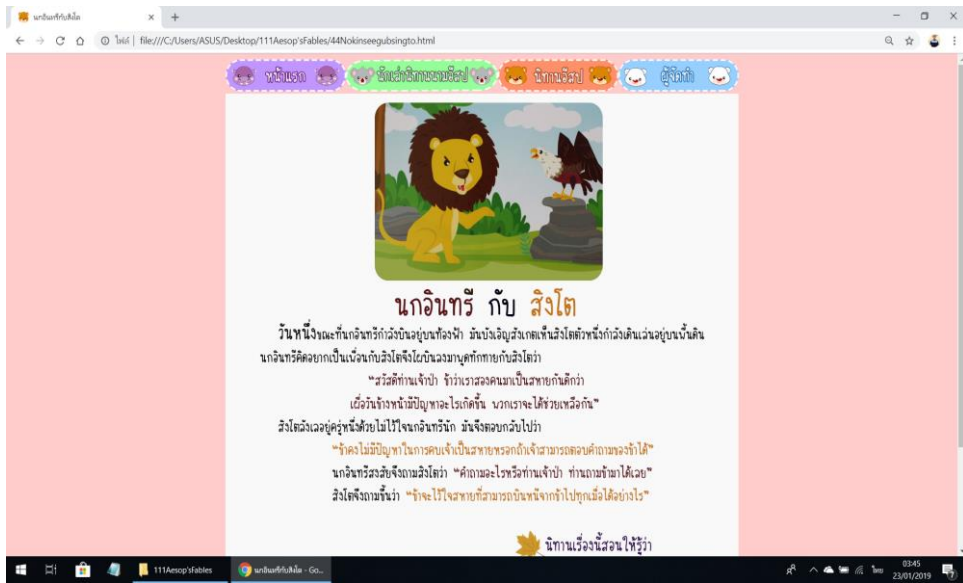 นกอินทรีกับสิงโต
ไฟล์ | file:///C:/Users/ASUS/Desktop/111Aesop'sFables/44Nokinseegubsingto.html
หน้าแรก
นักเล่านิทานนามอีสป
นิทานอีสป
ผู้จัดทำ
นกอินทรี กับ สิงโต
วันหนึ่งขณะที่นกอินทรีกำลังบินอยู่บนท้องฟ้า มันบังเอิญสังเกตเห็นสิงโตตัวหนึ่งกำลังเดินเล่นอยู่บนพื้นดิน
นกอินทรีคิดอยากเป็นเพื่อนกับสิงโตจึงโผบินลงมาพูดทักทายกับสิงโตว่า
“สวัสดีท่านเจ้าป่า ข้าว่าเราสองคนมาเป็นสหายกันดีกว่า
เผื่อวันข้างหน้ามีปัญหาอะไรเกิดขึ้น พวกเราจะได้ช่วยเหลือกัน”
สิงโตลังเลอยู่ครู่หนึ่งด้วยไม่ไว้ใจนกอินทรีนัก มันจึงตอบกลับไปว่า
“ข้าคงไม่มีปัญหาในการคบเจ้าเป็นสหายหรอกถ้าเจ้าสามารถตอบคำถามของข้าได้”
นกอินทรีสงสัยจึงถามสิงโตว่า “คำถามอะไรหรือท่านเจ้าป่า ท่านถามข้ามาได้เลย”
สิงโตจึงถามขึ้นว่า “ข้าจะไว้ใจสหายที่สามารถบินหนีจากข้าไปทุกเมื่อได้อย่างไร”
นิทานเรื่องนี้สอนให้รู้ว่า
111Aesop'sFables
นกอินทรีกับสิงโต - Go...
ไทย
03:45
23/01/2019
7